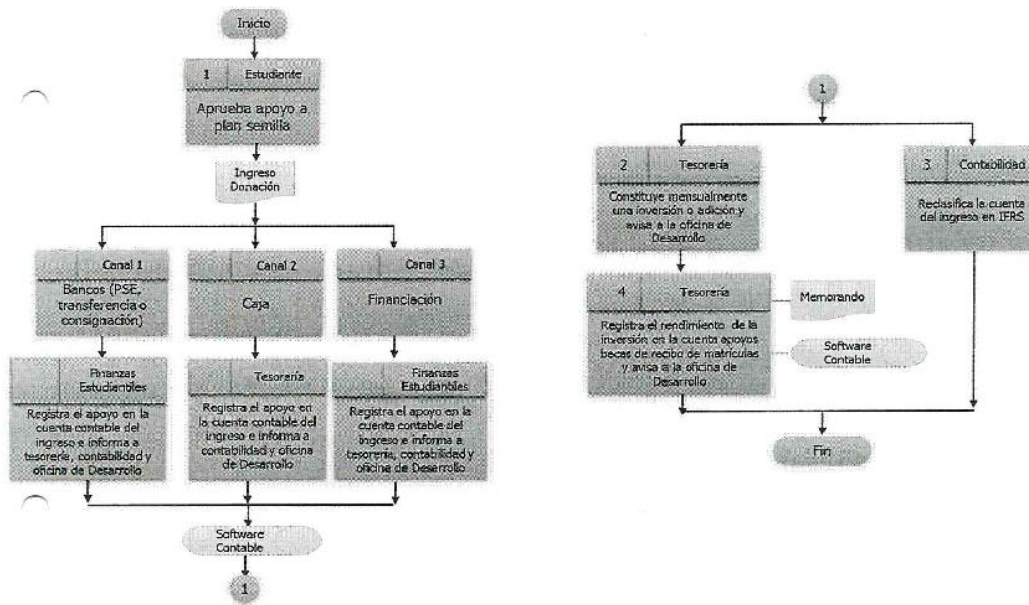 Inicio
1 Estudiante
Aprueba apoyo a
plan semilla
Ingreso
Donación
Canal 1
Bancos (PSE,
transferencia o
consignación)
Canal 2
Caja
Canal 3
Financiación
Finanzas
Estudiantiles
Registra el apoyo en la
cuenta contable del
ingreso e informa a
tesorería, contabilidad y
oficina de Desarrollo
Tesorería
Registra el apoyo en
la cuenta contable del
ingreso e informa a
contabilidad y oficina
de Desarrollo
Finanzas
Estudiantiles
Registra el apoyo en la
cuenta contable del
ingreso e informa a
tesorería, contabilidad y
oficina de Desarrollo
Software
Contable
1
1
2 Tesorería
Constituye mensualmente
una inversión o adición y
avisa a la oficina de
Desarrollo
3 Contabilidad
Reclasifica la cuenta
del ingreso en IFRS
4 Tesorería
Registra el rendimiento de la
inversión en la cuenta apoyos
becas de recibo de matrículas
y avisa a la oficina de
Desarrollo
Memorando
Software
Contable
Fin